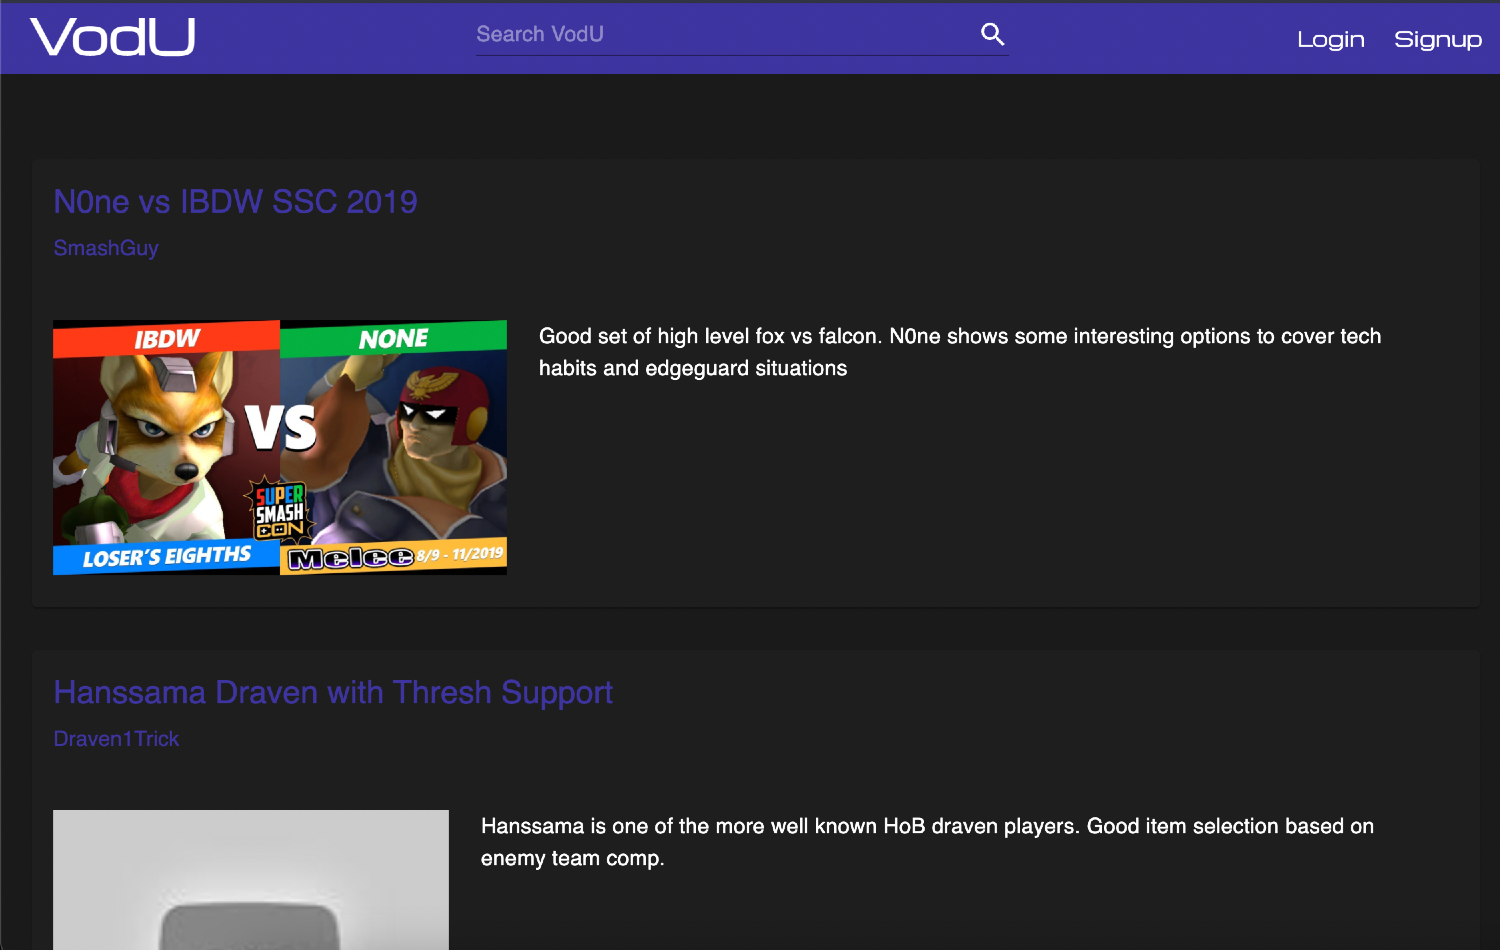 VodU
Search VodU
Login
Signup
N0ne vs IBDW SSC 2019
SmashGuy
IBDW
NONE
VS
SUPER
SMASH
CON
LOSER'S EIGHTHS
Melee 8/9 - 11/2019
Good set of high level fox vs falcon. N0ne shows some interesting options to cover tech
habits and edgeguard situations
Hanssama Draven with Thresh Support
Draven1Trick
Hanssama is one of the more well known HoB draven players. Good item selection based on
enemy team comp.